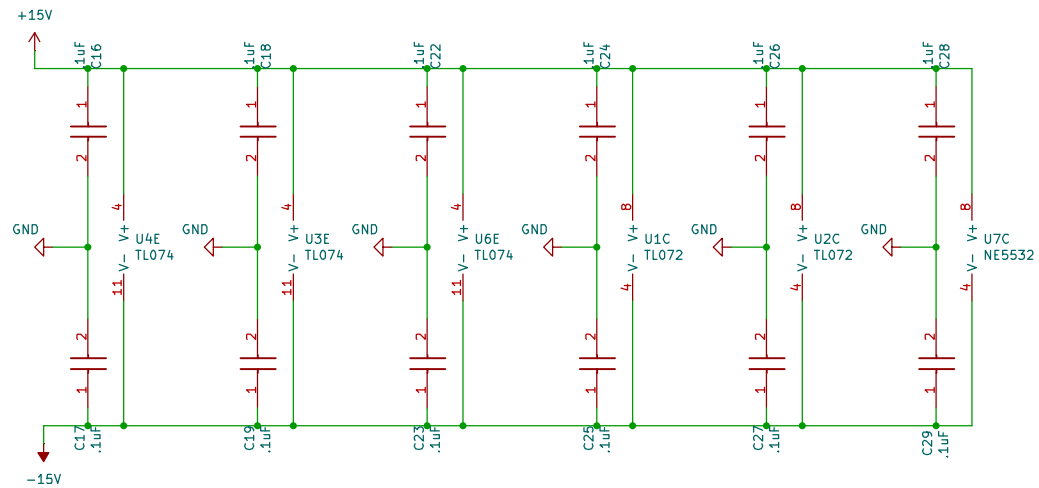 +15V
.1uF
C16
.1uF
C18
.1uF
C22
.1uF
C24
.1uF
C26
.1uF
C28
1
1
1
1
1
1
2
2
2
2
2
2
4
4
4
8
8
8
GND
GND
GND
GND
GND
GND
V+
V+
V+
V+
V+
V+
U4E
TL074
U3E
TL074
U6E
TL074
U1C
TL072
U2C
TL072
U7C
NE5532
V-
V-
V-
V-
V-
V-
11
11
11
4
4
4
2
2
2
2
2
2
1
1
1
1
1
1
C17
.1uF
C19
.1uF
C23
.1uF
C25
.1uF
C27
.1uF
C29
.1uF
-15V